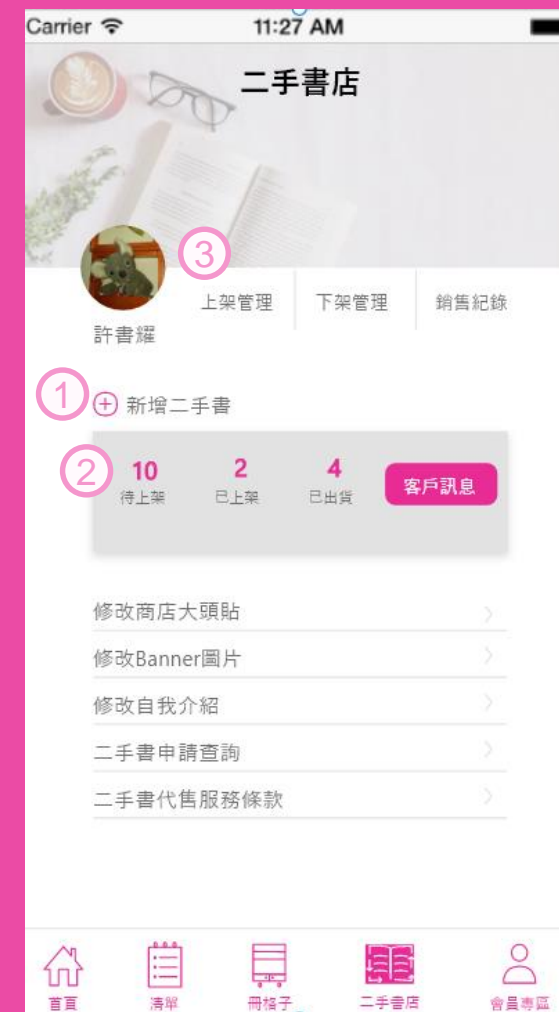 Carrier 11:27 AM
二手書店
3
上架管理 下架管理 銷售紀錄
許書耀
1 新增二手書
2 10 2 4 客戶訊息
待上架 已上架 已出貨
修改商店大頭貼
修改Banner圖片
修改自我介紹
二手書申請查詢
二手書代售服務條款
首頁 清單 冊格子 二手書店 會員專區